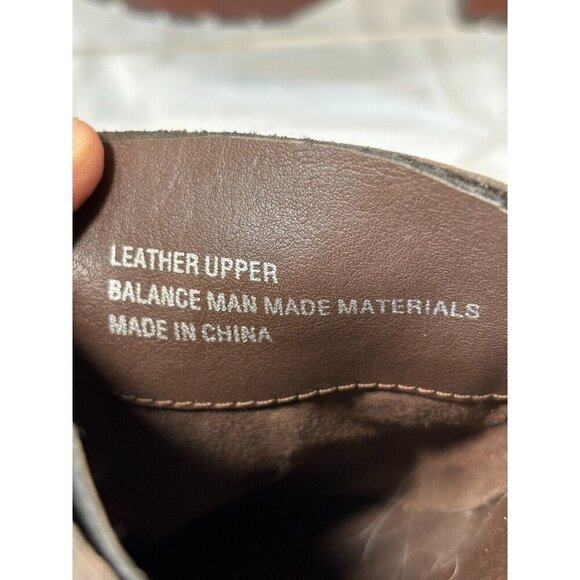 LEATHER UPPER
BALANCE MAN MADE MATERIALS
MADE IN CHINA